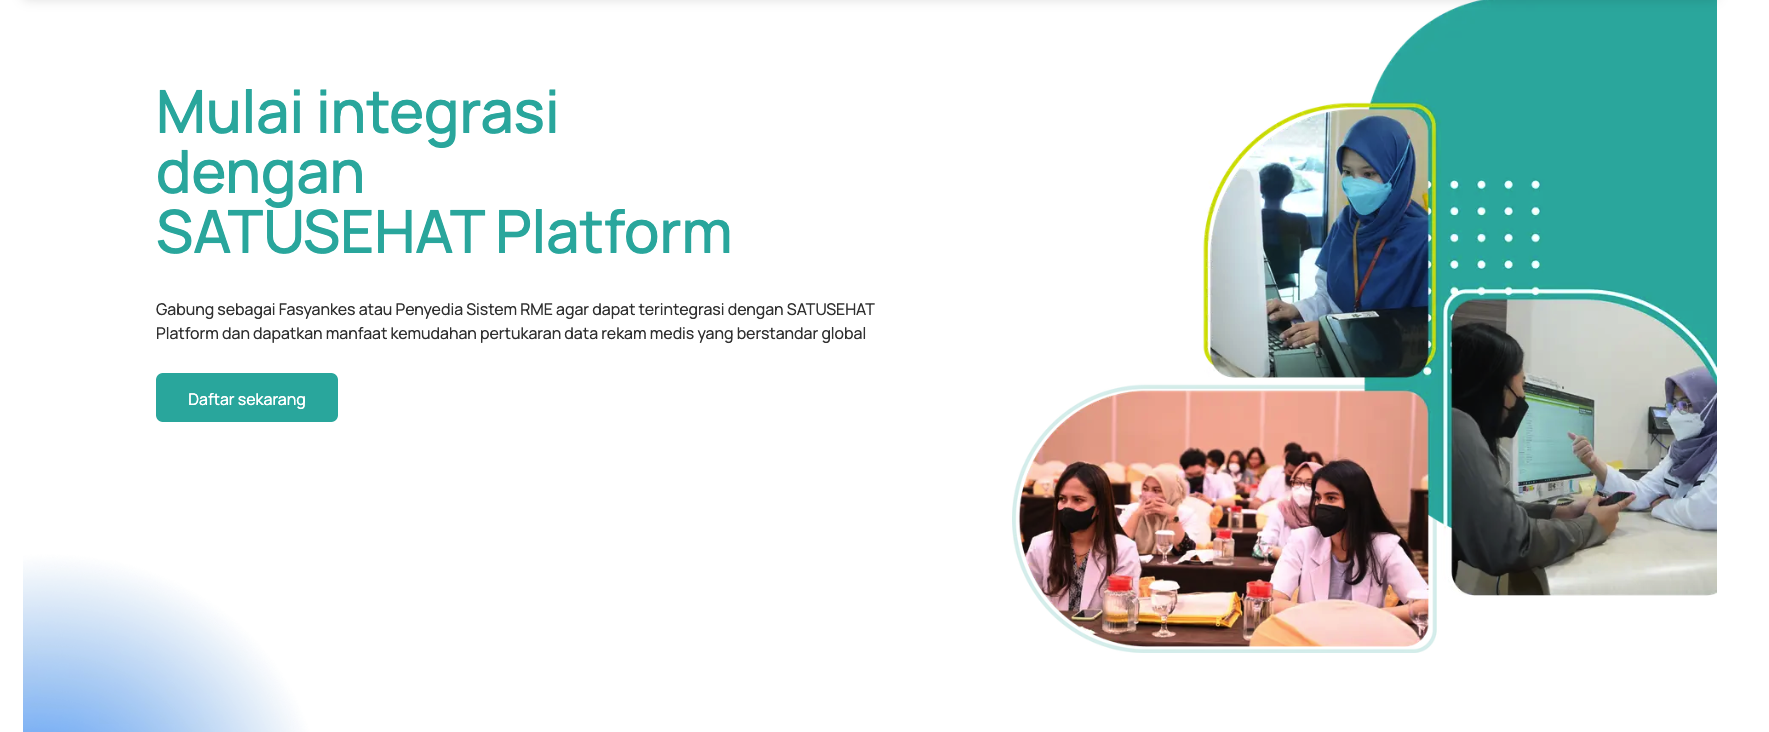 Mulai integrasi
dengan
SATUSEHAT Platform
Gabung sebagai Fasyankes atau Penyedia Sistem RME agar dapat terintegrasi dengan SATUSEHAT
Platform dan dapatkan manfaat kemudahan pertukaran data rekam medis yang berstandar global
Daftar sekarang